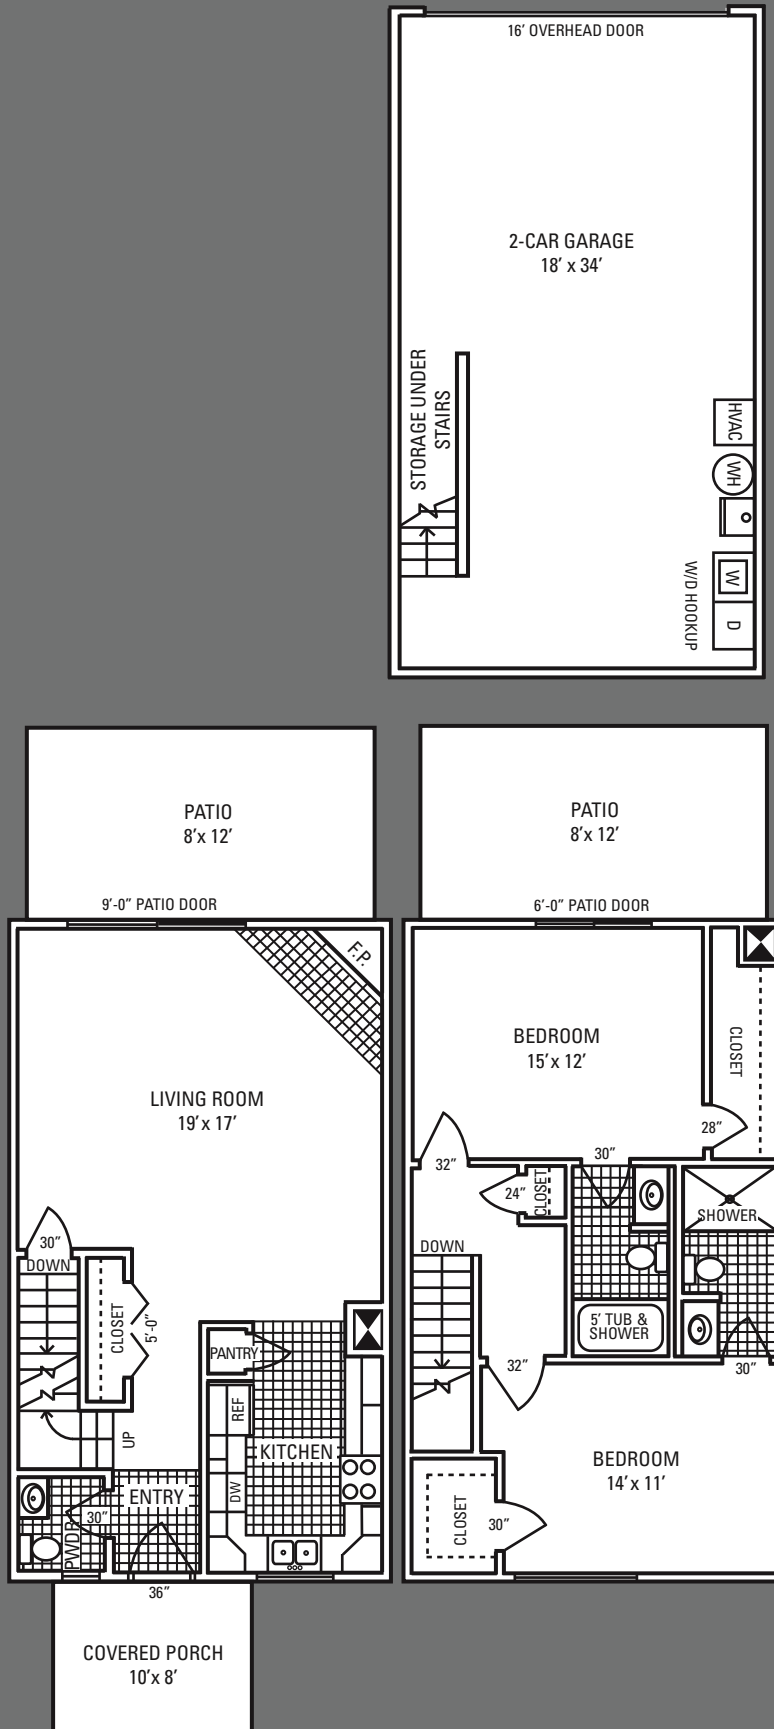 16' OVERHEAD DOOR
2-CAR GARAGE
18' x 34'
STORAGE UNDER
STAIRS
HVAC
WH
W/D HOOKUP
W
D
PATIO
8' x 12'
9'-0" PATIO DOOR
F.P.
LIVING ROOM
19' x 17'
30"
DOWN
CLOSET
5'-0"
PANTRY
REF
UP
KITCHEN
DW
ENTRY
30"
PWDR
36"
COVERED PORCH
10' x 8'
PATIO
8' x 12'
6'-0" PATIO DOOR
BEDROOM
15' x 12'
CLOSET
28"
32"
30"
24"
CLOSET
SHOWER
DOWN
5' TUB &
SHOWER
32"
30"
BEDROOM
14' x 11'
CLOSET
30"